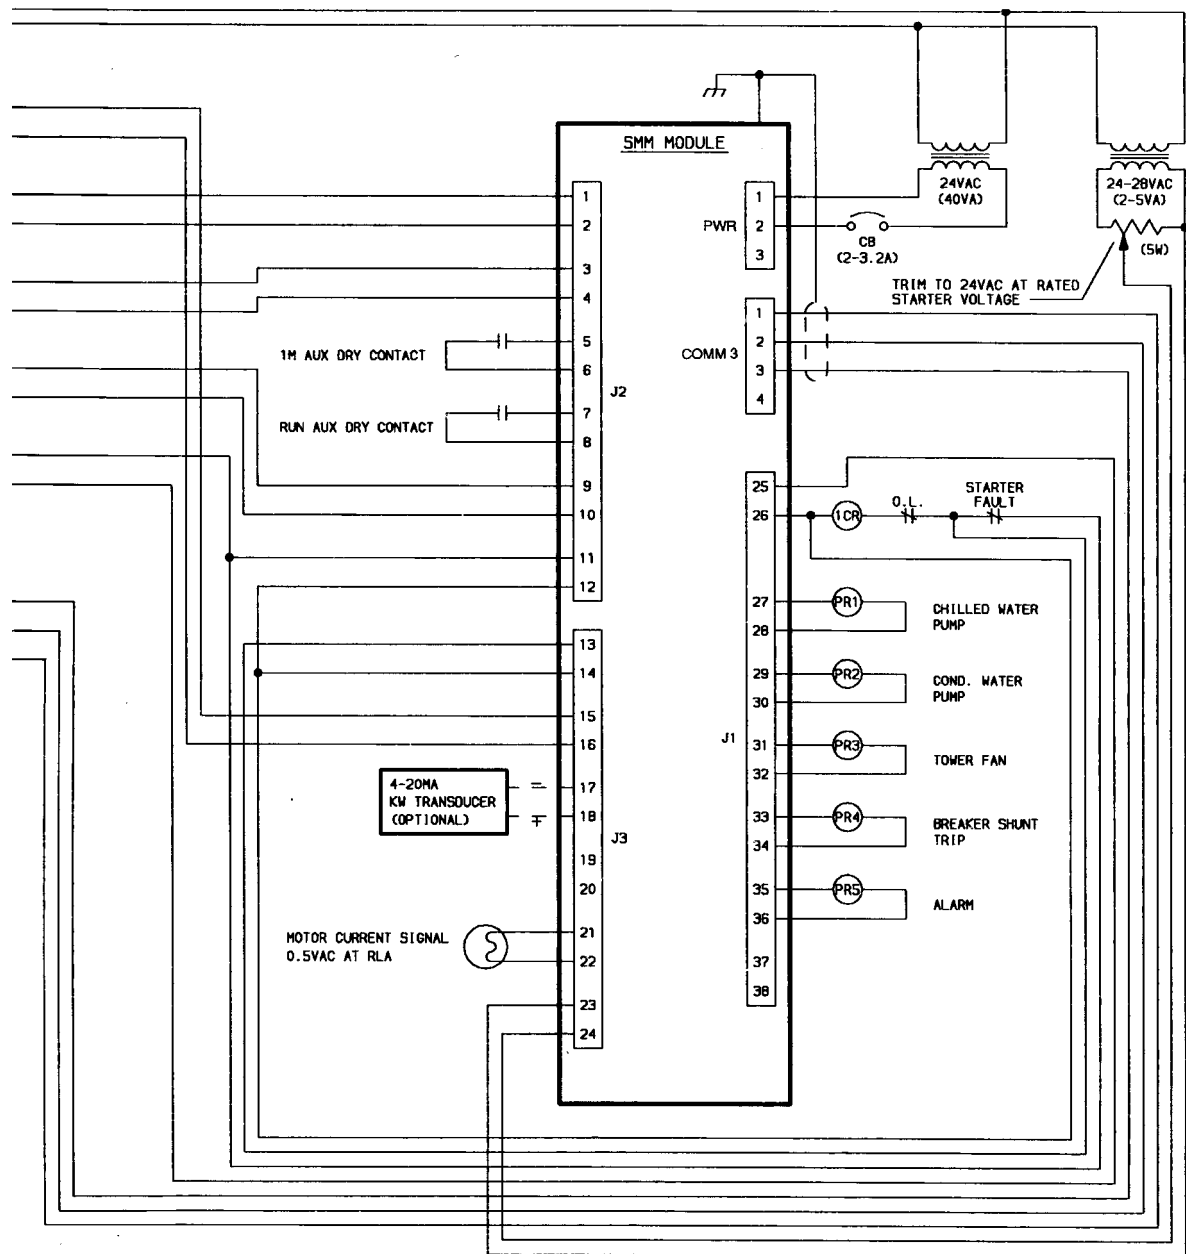 SMM MODULE
1
2
3
4
5
6
7
8
9
10
11
12
J2
1M AUX DRY CONTACT
RUN AUX DRY CONTACT
13
14
15
16
17
18
19
20
21
22
23
24
J3
4-20MA
KW TRANSDUCER
(OPTIONAL)
- =
- ∓
MOTOR CURRENT SIGNAL
0.5VAC AT RLA
PWR
1
2
3
CB
(2-3.2A)
24VAC
(40VA)
24-28VAC
(2-5VA)
(5W)
TRIM TO 24VAC AT RATED
STARTER VOLTAGE
COMM 3
1
2
3
4
J1
25
26
27
28
29
30
31
32
33
34
35
36
37
38
1CR
O.L.
STARTER
FAULT
PR1
CHILLED WATER
PUMP
PR2
COND. WATER
PUMP
PR3
TOWER FAN
PR4
BREAKER SHUNT
TRIP
PR5
ALARM